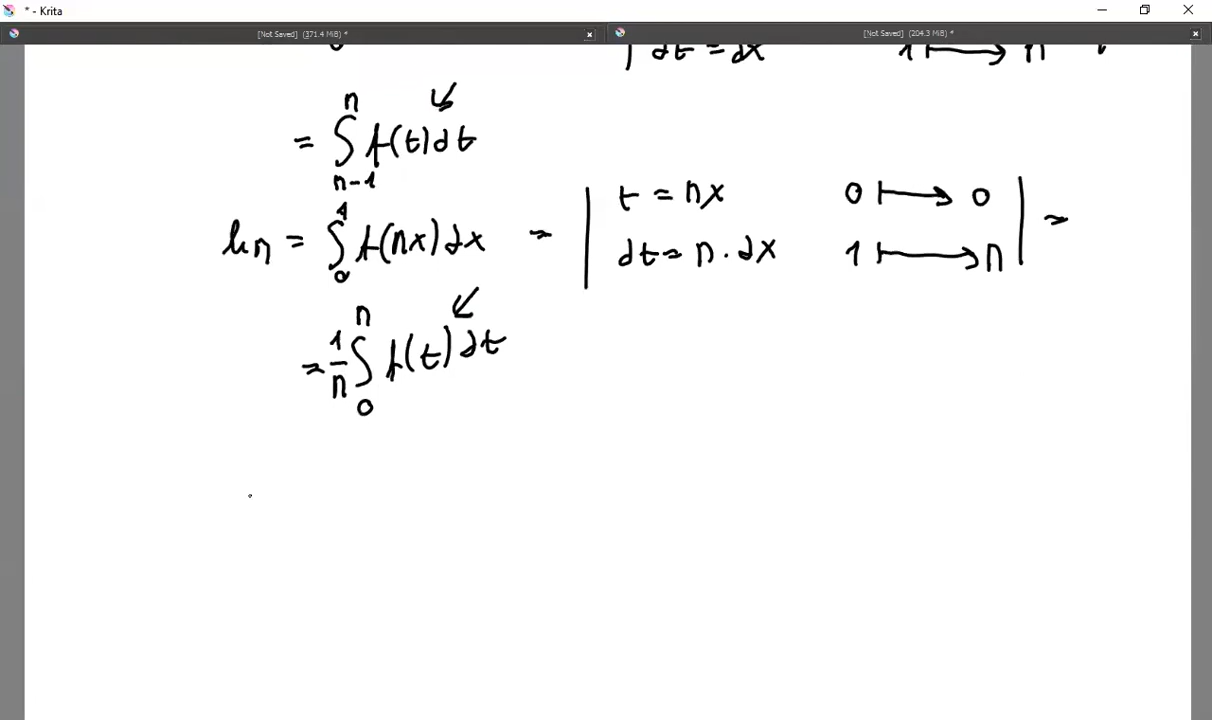 * - Krita
[Not Saved] (371.4 MiB) * [Not Saved] (204.3 MiB) *
dt = dx 1 ↦ n
= ∫_{n-1}^{n} f(t) dt
t = nx 0 ↦ 0
hn = ∫_0^1 f(nx) dx = | dt = n · dx 1 ↦ n | =
= 1/n ∫_0^n f(t) dt